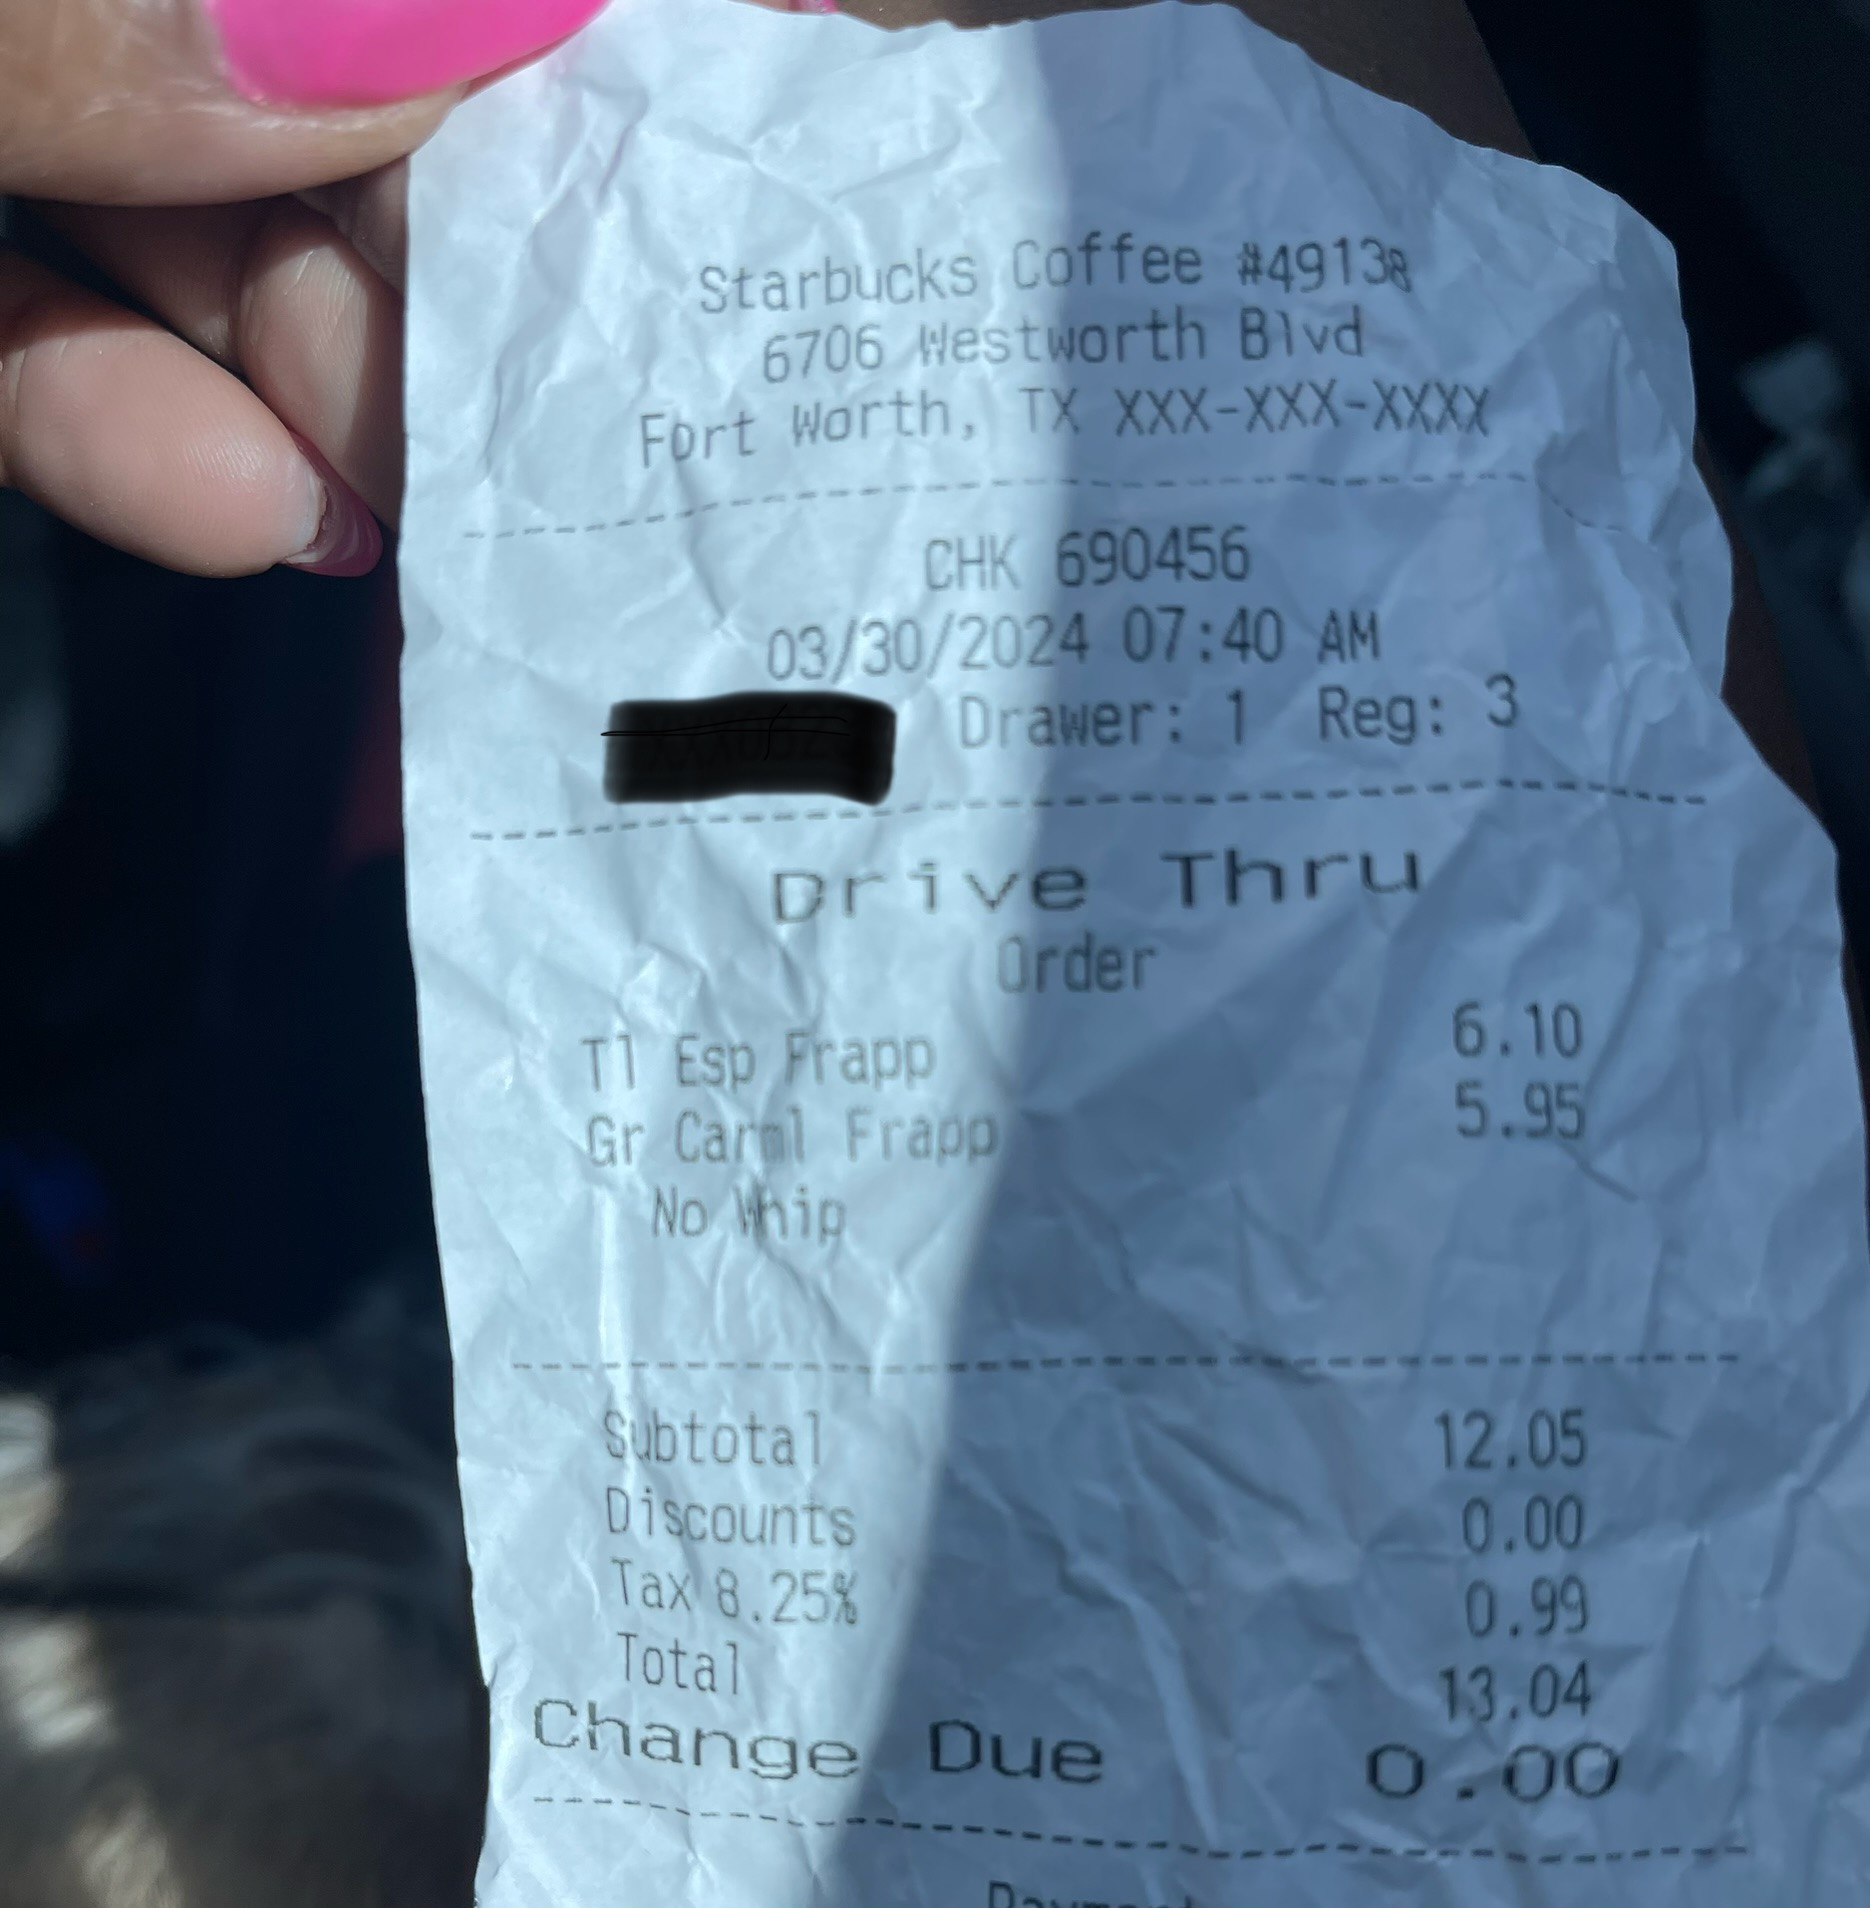 Starbucks Coffee #49138
6706 Westworth Blvd
Fort Worth, TX XXX-XXX-XXXX
CHK 690456
03/30/2024 07:40 AM
Drawer: 1 Reg: 3
Drive Thru
Order
Tl Esp Frapp 6.10
Gr Carml Frapp 5.95
No Whip
Subtotal 12.05
Discounts 0.00
Tax 8.25% 0.99
Total 13.04
Change Due 0.00